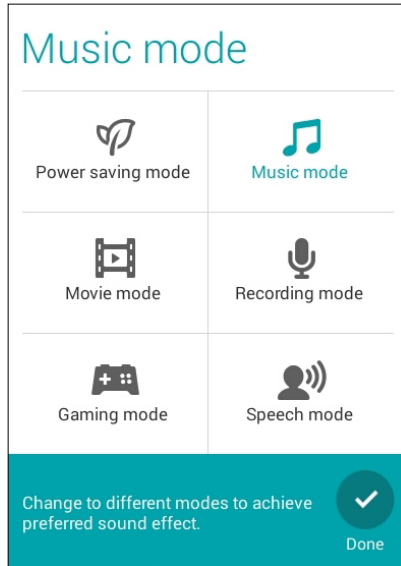 Music mode
Power saving mode
Music mode
Movie mode
Recording mode
Gaming mode
Speech mode
Change to different modes to achieve
preferred sound effect.
Done